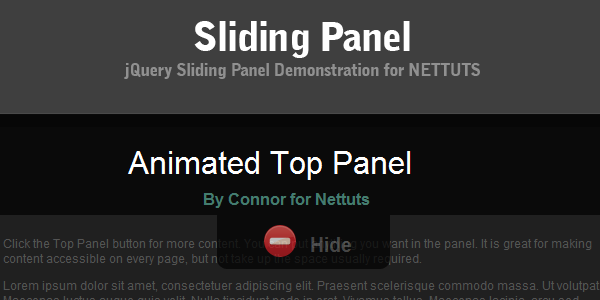 Sliding Panel
jQuery Sliding Panel Demonstration for NETTUTS
Animated Top Panel
By Connor for Nettuts
Hide
Click the Top Panel button for more content. You want in the panel. It is great for making
content accessible on every page, but not take up the space usually required.
Lorem ipsum dolor sit amet, consectetuer adipiscing elit. Praesent scelerisque commodo massa. Ut volutpat